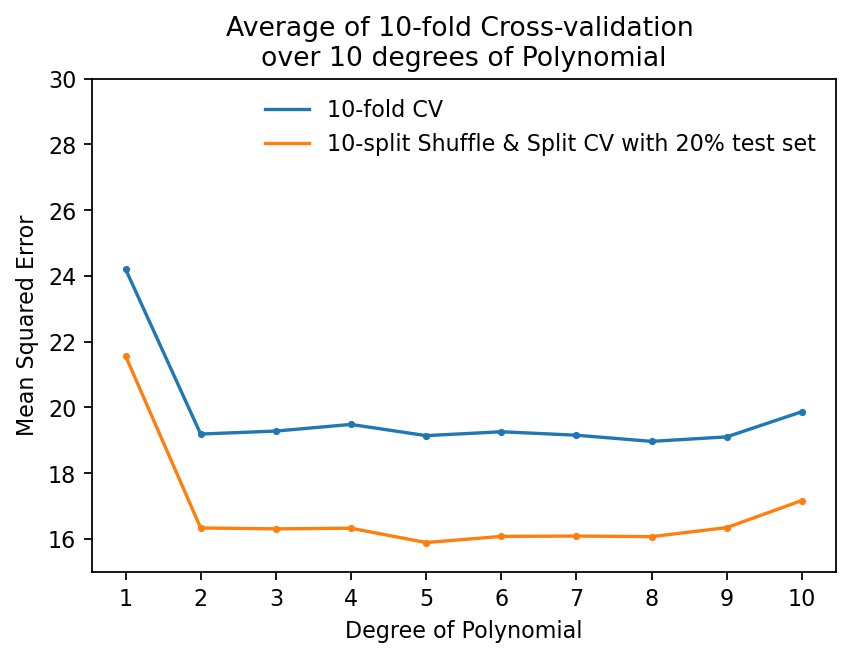 Average of 10-fold Cross-validation
over 10 degrees of Polynomial
30
28
26
24
22
20
18
16
Mean Squared Error
10-fold CV
10-split Shuffle & Split CV with 20% test set
1 2 3 4 5 6 7 8 9 10
Degree of Polynomial